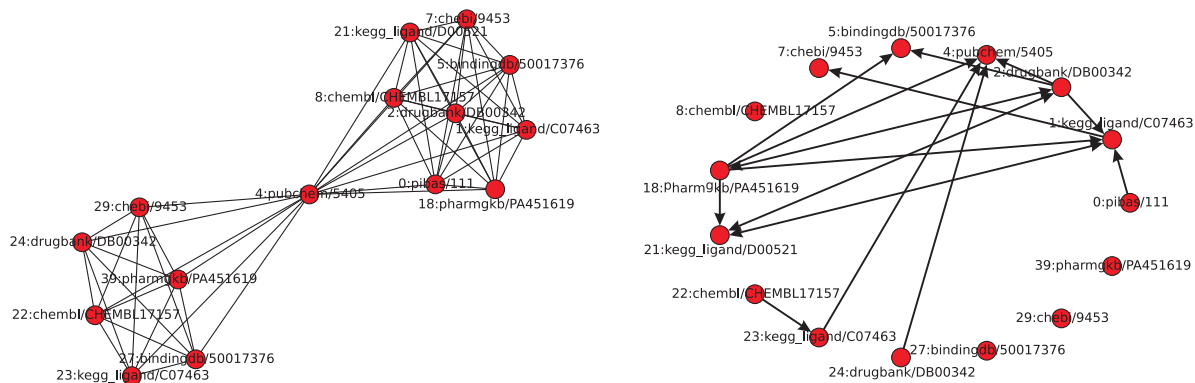 7:chebi/9453
21:kegg_ligand/D00521
5:bindingdb/50017376
8:chembl/CHEMBL17157
2:drugbank/DB00342
1:kegg_ligand/C07463
0:pibas/111
4:pubchem/5405
18:pharmgkb/PA451619
29:chebi/9453
24:drugbank/DB00342
39:pharmgkb/PA451619
22:chembl/CHEMBL17157
27:bindingdb/50017376
23:kegg_ligand/C07463
5:bindingdb/50017376
7:chebi/9453
4:pubchem/5405
2:drugbank/DB00342
8:chembl/CHEMBL17157
1:kegg_ligand/C07463
18:pharmgkb/PA451619
0:pibas/111
21:kegg_ligand/D00521
39:pharmgkb/PA451619
22:chembl/CHEMBL17157
29:chebi/9453
23:kegg_ligand/C07463
27:bindingdb/50017376
24:drugbank/DB00342